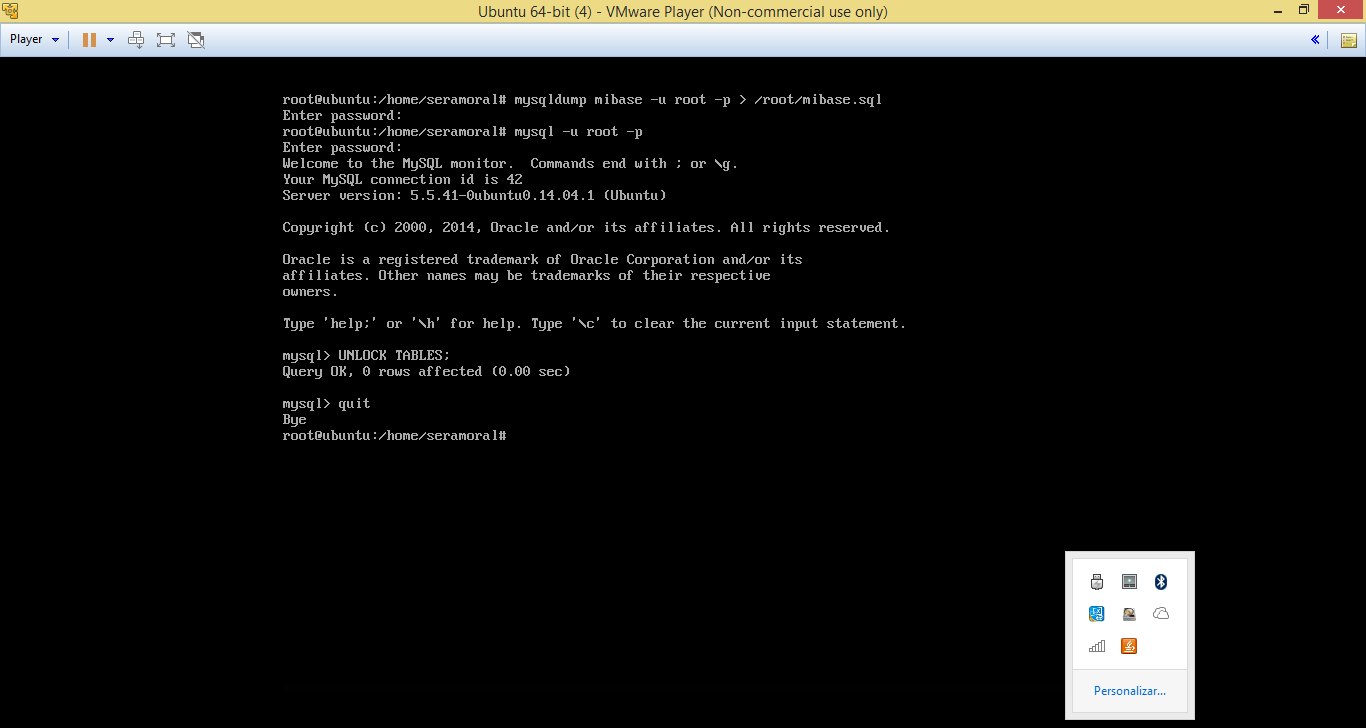 Ubuntu 64-bit (4) - VMware Player (Non-commercial use only)
Player
root@ubuntu:/home/seramoral# mysqldump mibase -u root -p > /root/mibase.sql
Enter password:
root@ubuntu:/home/seramoral# mysql -u root -p
Enter password:
Welcome to the MySQL monitor.  Commands end with ; or \g.
Your MySQL connection id is 42
Server version: 5.5.41-0ubuntu0.14.04.1 (Ubuntu)
Copyright (c) 2000, 2014, Oracle and/or its affiliates. All rights reserved.
Oracle is a registered trademark of Oracle Corporation and/or its
affiliates. Other names may be trademarks of their respective
owners.
Type 'help;' or '\h' for help. Type '\c' to clear the current input statement.
mysql> UNLOCK TABLES;
Query OK, 0 rows affected (0.00 sec)
mysql> quit
Bye
root@ubuntu:/home/seramoral#
Personalizar...